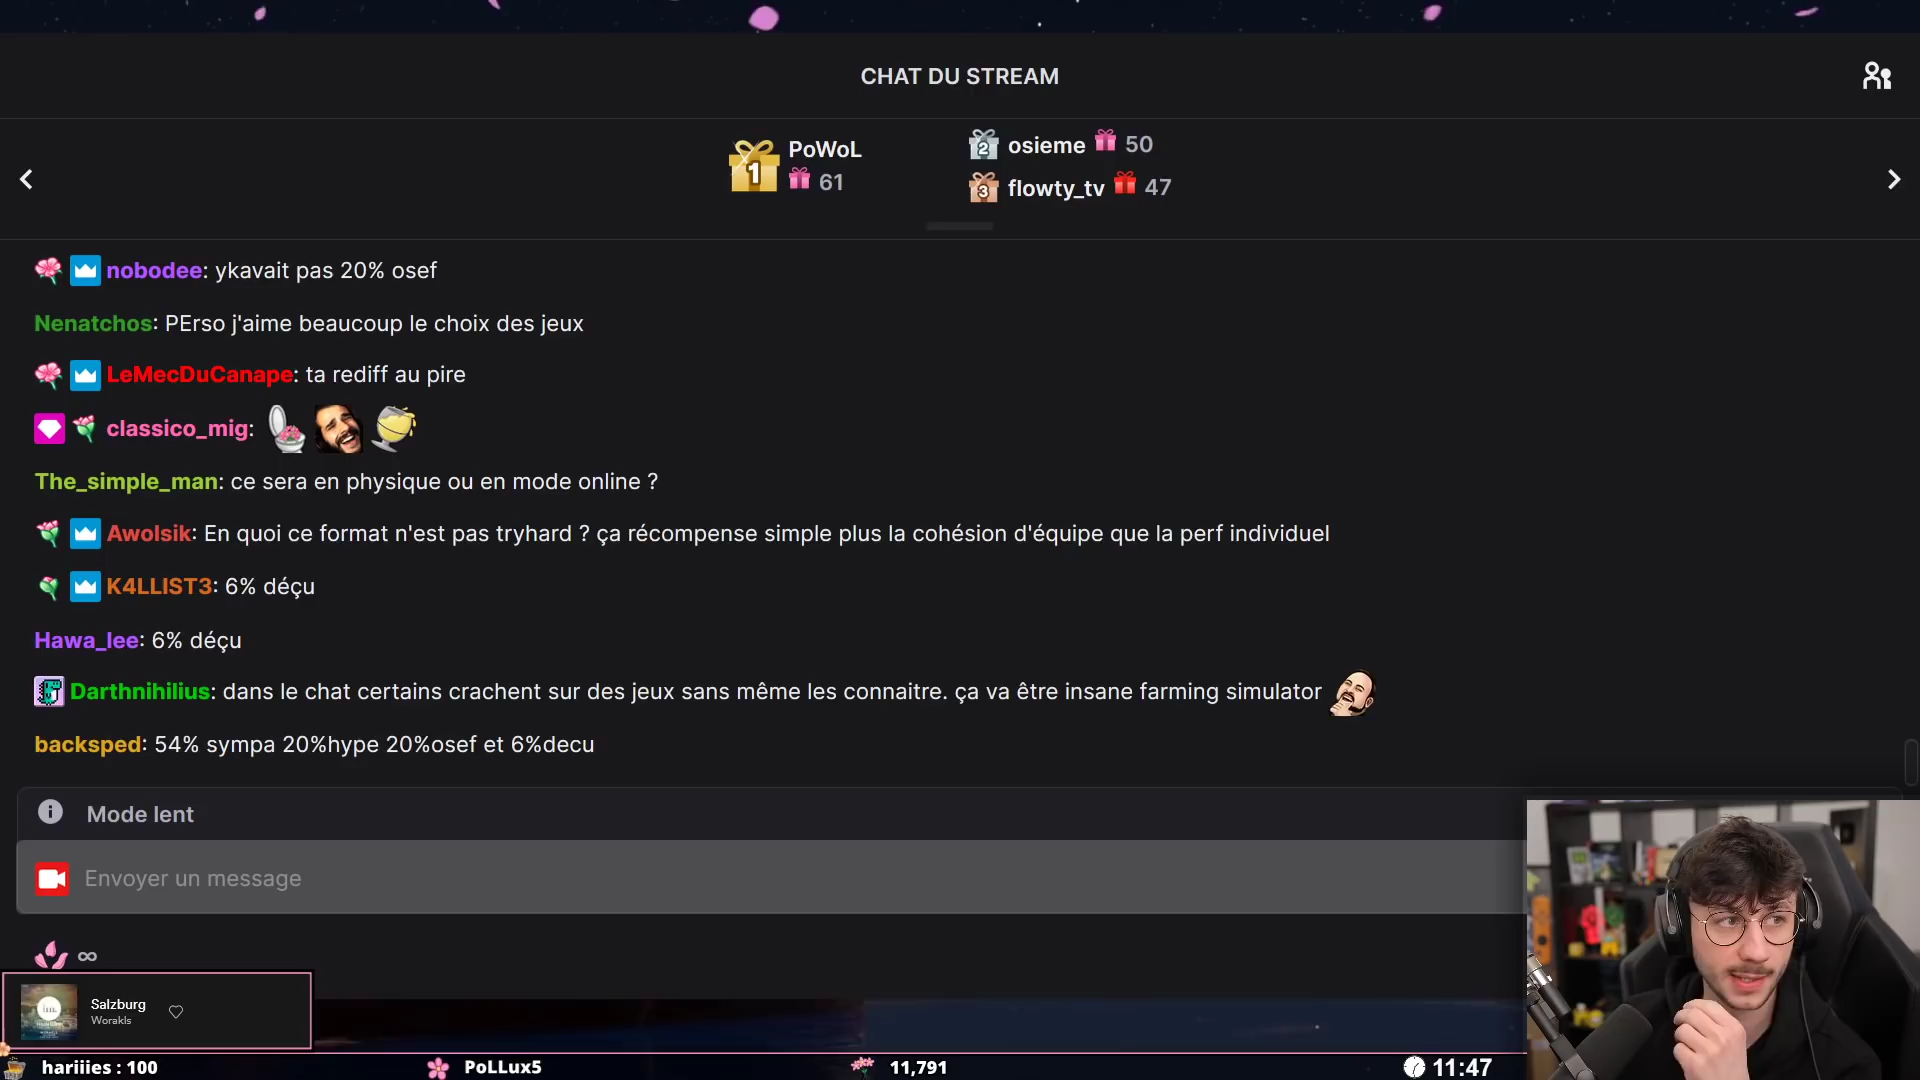 CHAT DU STREAM
1 PoWoL 61
2 osieme 50
3 flowty_tv 47
nobodee: ykavait pas 20% osef
Nenatchos: PErso j'aime beaucoup le choix des jeux
LeMecDuCanape: ta rediff au pire
classico_mig:
The_simple_man: ce sera en physique ou en mode online ?
Awolsik: En quoi ce format n'est pas tryhard ? ça récompense simple plus la cohésion d'équipe que la perf individuel
K4LLIST3: 6% déçu
Hawa_lee: 6% déçu
Darthnihilius: dans le chat certains crachent sur des jeux sans même les connaitre. ça va être insane farming simulator
backsped: 54% sympa 20%hype 20%osef et 6%decu
Mode lent
Envoyer un message
∞
Salzburg
Worakls
hariiies : 100
PoLLux5
11,791
11:47